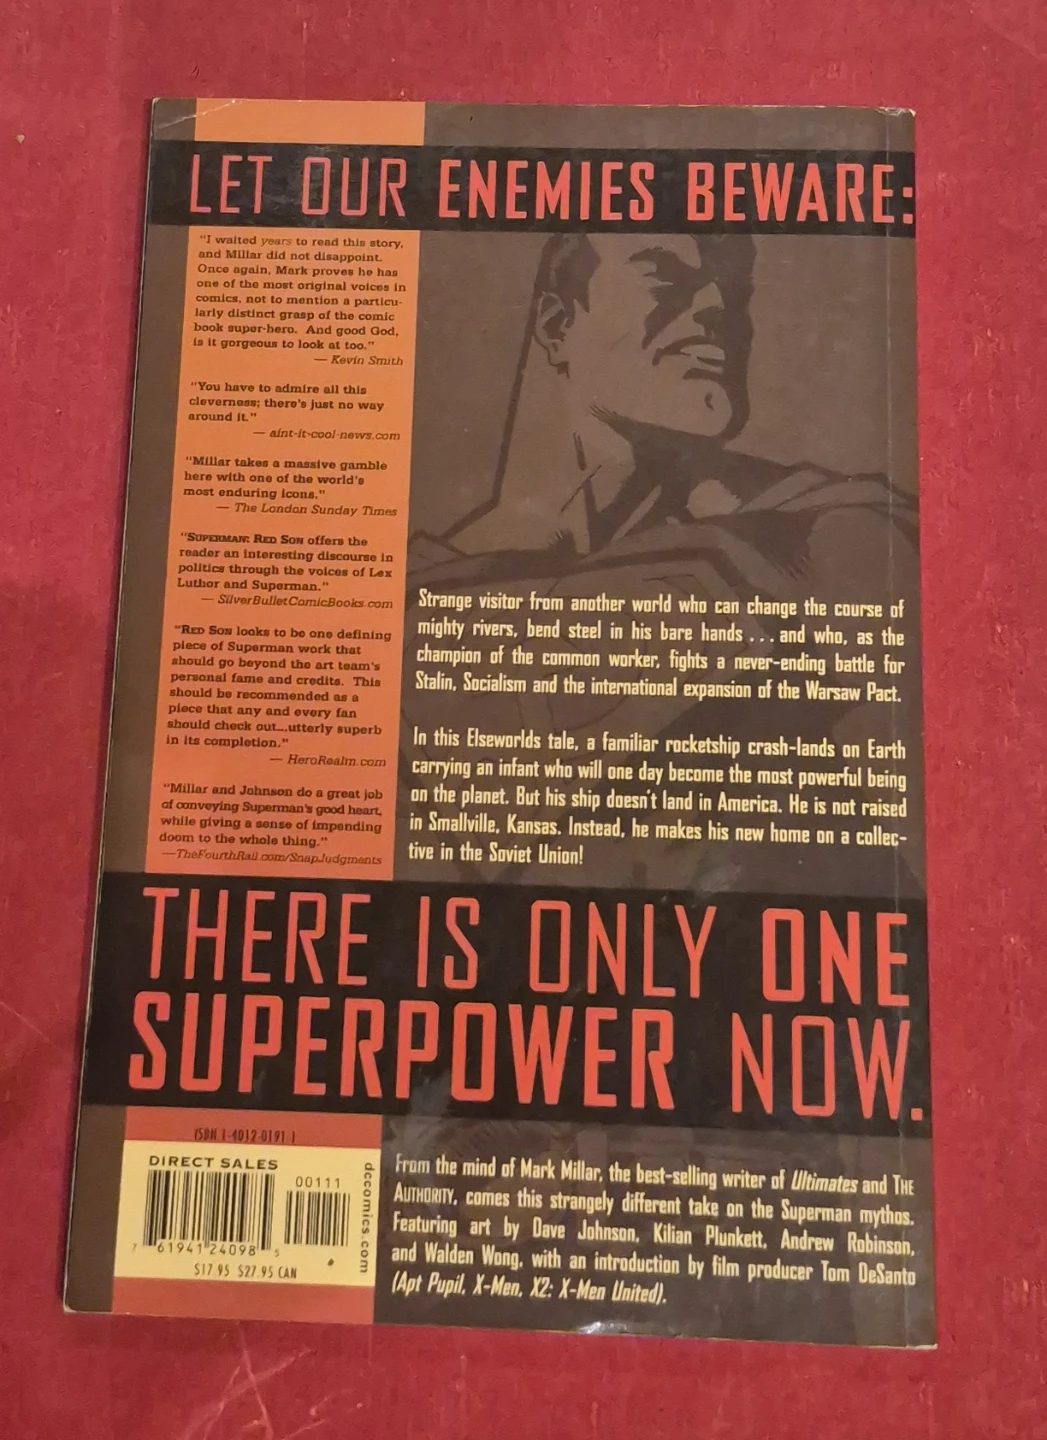 LET OUR ENEMIES BEWARE:
"I waited years to read this story,
and Millar did not disappoint.
Once again, Mark proves he has
one of the most original voices in
comics, not to mention a particu-
larly distinct grasp of the comic
book super-hero. And good God,
is it gorgeous to look at too."
— Kevin Smith
"You have to admire all this
cleverness; there's just no way
around it."
— aint-it-cool-news.com
"Millar takes a massive gamble
here with one of the world's
most enduring icons."
— The London Sunday Times
"SUPERMAN: RED SON offers the
reader an interesting discourse in
politics through the voices of Lex
Luthor and Superman."
— SilverBulletComicBooks.com
"RED SON looks to be one defining
piece of Superman work that
should go beyond the art team's
personal fame and credits. This
should be recommended as a
piece that any and every fan
should check out...utterly superb
in its completion."
— HeroRealm.com
"Millar and Johnson do a great job
of conveying Superman's good heart,
while giving a sense of impending
doom to the whole thing."
—TheFourthRail.com/SnapJudgments
Strange visitor from another world who can change the course of
mighty rivers, bend steel in his bare hands . . . and who, as the
champion of the common worker, fights a never-ending battle for
Stalin, Socialism and the international expansion of the Warsaw Pact.
In this Elseworlds tale, a familiar rocketship crash-lands on Earth
carrying an infant who will one day become the most powerful being
on the planet. But his ship doesn't land in America. He is not raised
in Smallville, Kansas. Instead, he makes his new home on a collec-
tive in the Soviet Union!
THERE IS ONLY ONE
SUPERPOWER NOW.
ISBN 1-4012-0191-1
DIRECT SALES
00111
7 61941 24098 5
$17.95 $27.95 CAN
dccomics.com
From the mind of Mark Millar, the best-selling writer of Ultimates and THE
AUTHORITY, comes this strangely different take on the Superman mythos.
Featuring art by Dave Johnson, Kilian Plunkett, Andrew Robinson,
and Walden Wong, with an introduction by film producer Tom DeSanto
(Apt Pupil, X-Men, X2: X-Men United).